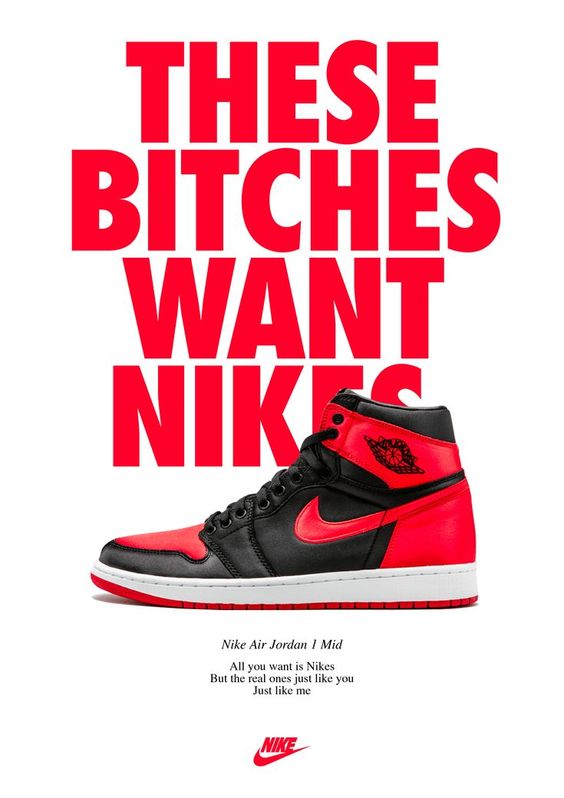 THESE
BITCHES
WANT
NIKES
Nike Air Jordan 1 Mid
All you want is Nikes
But the real ones just like you
Just like me
NIKE